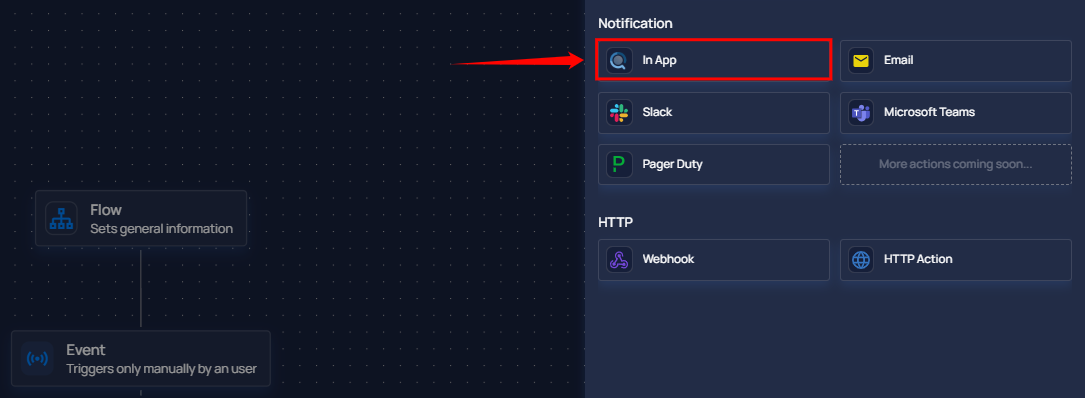 Notification
In App
Email
Slack
Microsoft Teams
Pager Duty
More actions coming soon...
HTTP
Webhook
HTTP Action
Flow
Sets general information
Event
Triggers only manually by an user